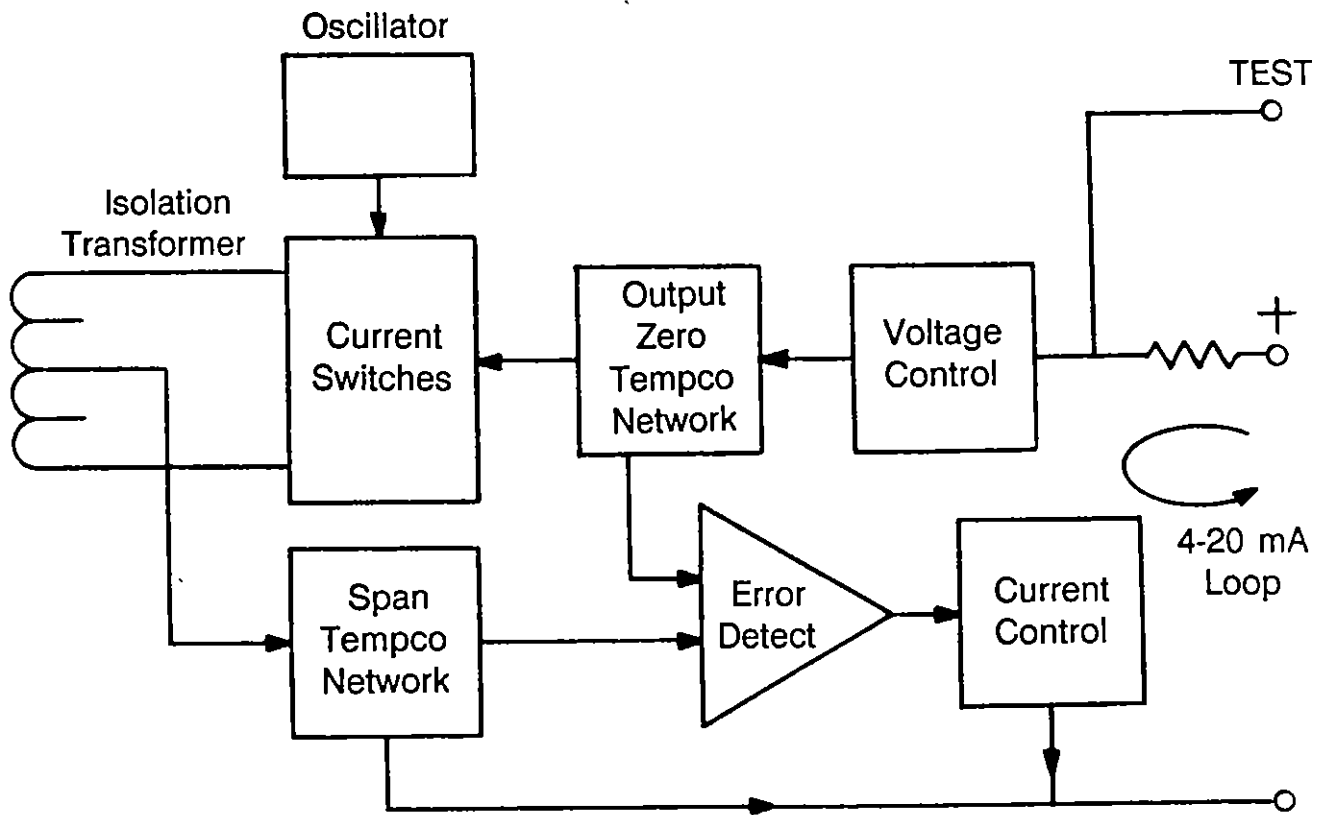 Oscillator
TEST
Isolation
Transformer
Current
Switches
Output
Zero
Tempco
Network
Voltage
Control
+
4-20 mA
Loop
Span
Tempco
Network
Error
Detect
Current
Control